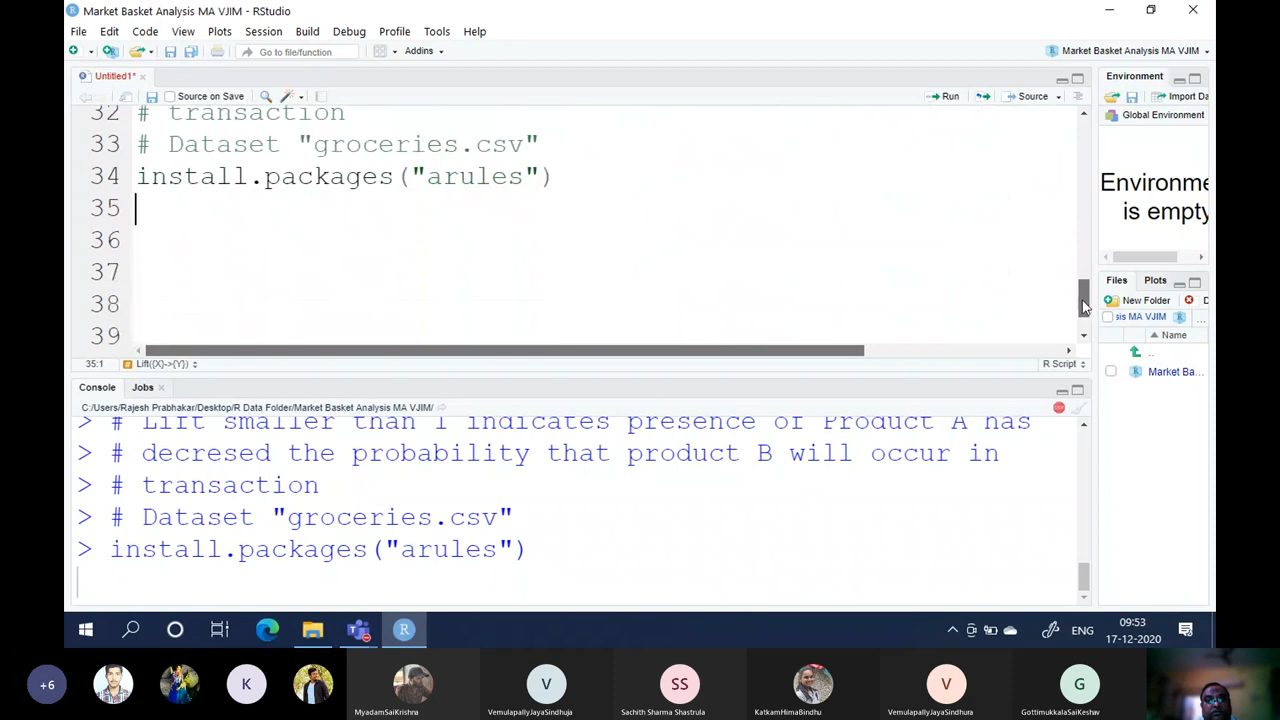 Market Basket Analysis MA VJIM - RStudio
File Edit Code View Plots Session Build Debug Profile Tools Help
Go to file/function Addins Market Basket Analysis MA VJIM
Untitled1* Environment
Source on Save Run Source Import Da
Global Environment
32 # transaction
33 # Dataset "groceries.csv"
34 install.packages("arules")
35
36
37
38
39
Environme
is empty
Files Plots
New Folder D
sis MA VJIM ...
Name
..
Market Ba...
35:1 Lift({X}->{Y}) R Script
Console Jobs
C:/Users/Rajesh Prabhakar/Desktop/R Data Folder/Market Basket Analysis MA VJIM/
> # Lift smaller than 1 indicates presence of Product A has
> # decresed the probability that product B will occur in
> # transaction
> # Dataset "groceries.csv"
> install.packages("arules")
ENG
09:53
17-12-2020
+6 K V SS V G
MyadamSaiKrishna VemulapallyJayaSindhuja Sachith Sharma Shastrula KatkamHimaBindhu VemulapallyJayaSindhura GottimukkalaSaiKeshav